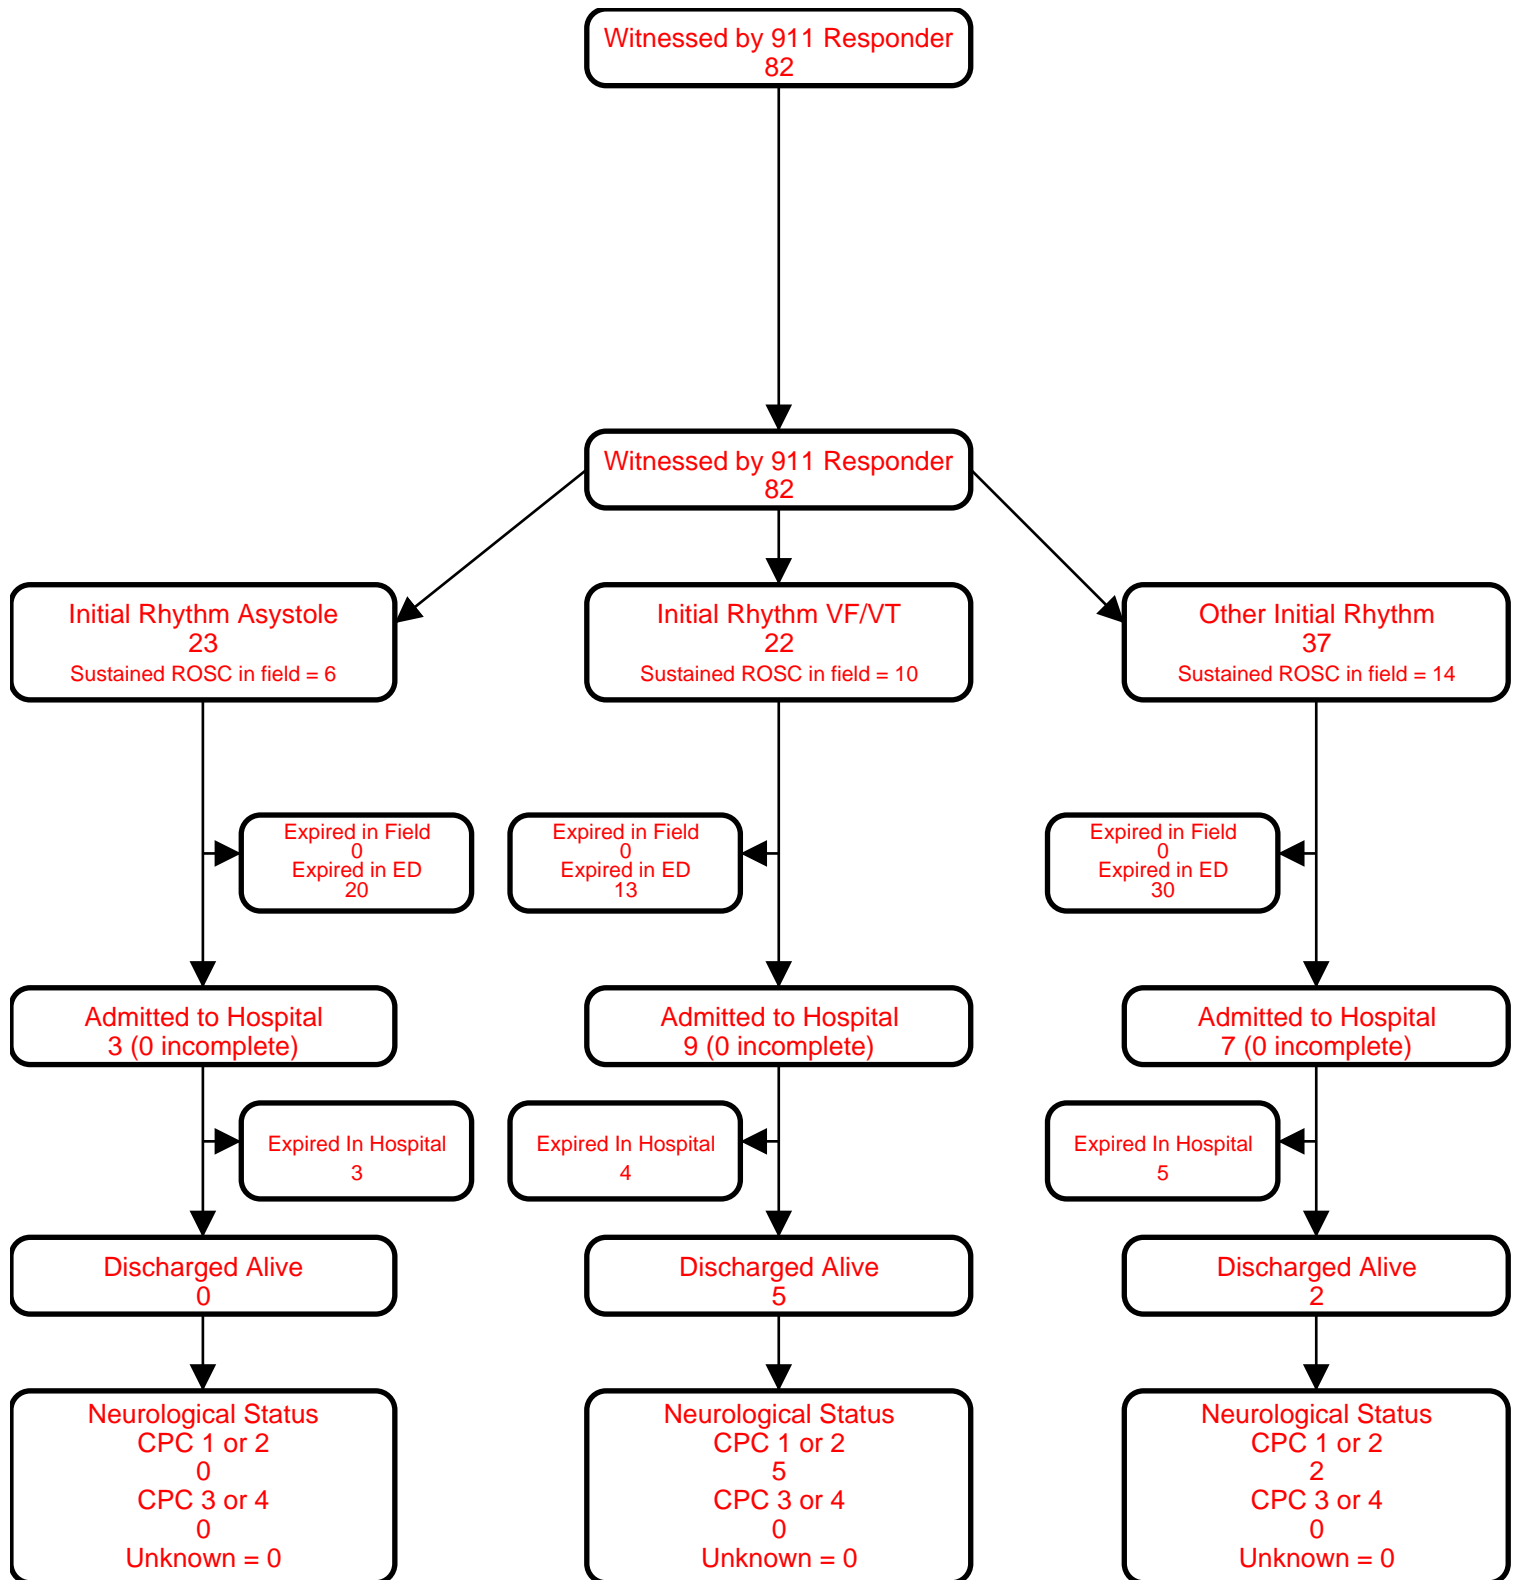 Witnessed by 911 Responder
82
Witnessed by 911 Responder
82
Initial Rhythm Asystole
23
Sustained ROSC in field = 6
Initial Rhythm VF/VT
22
Sustained ROSC in field = 10
Other Initial Rhythm
37
Sustained ROSC in field = 14
Expired in Field
0
Expired in ED
20
Expired in Field
0
Expired in ED
13
Expired in Field
0
Expired in ED
30
Admitted to Hospital
3 (0 incomplete)
Admitted to Hospital
9 (0 incomplete)
Admitted to Hospital
7 (0 incomplete)
Expired In Hospital
3
Expired In Hospital
4
Expired In Hospital
5
Discharged Alive
0
Discharged Alive
5
Discharged Alive
2
Neurological Status
CPC 1 or 2
0
CPC 3 or 4
0
Unknown = 0
Neurological Status
CPC 1 or 2
5
CPC 3 or 4
0
Unknown = 0
Neurological Status
CPC 1 or 2
2
CPC 3 or 4
0
Unknown = 0